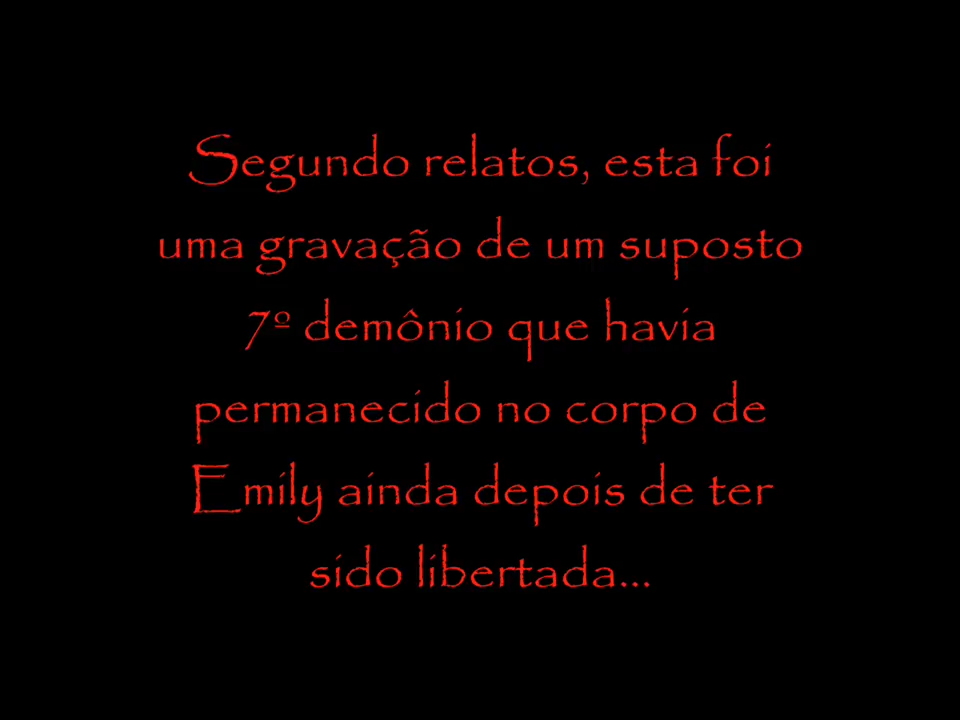 Segundo relatos, esta foi
uma gravação de um suposto
7º demônio que havia
permanecido no corpo de
Emily ainda depois de ter
sido libertada...